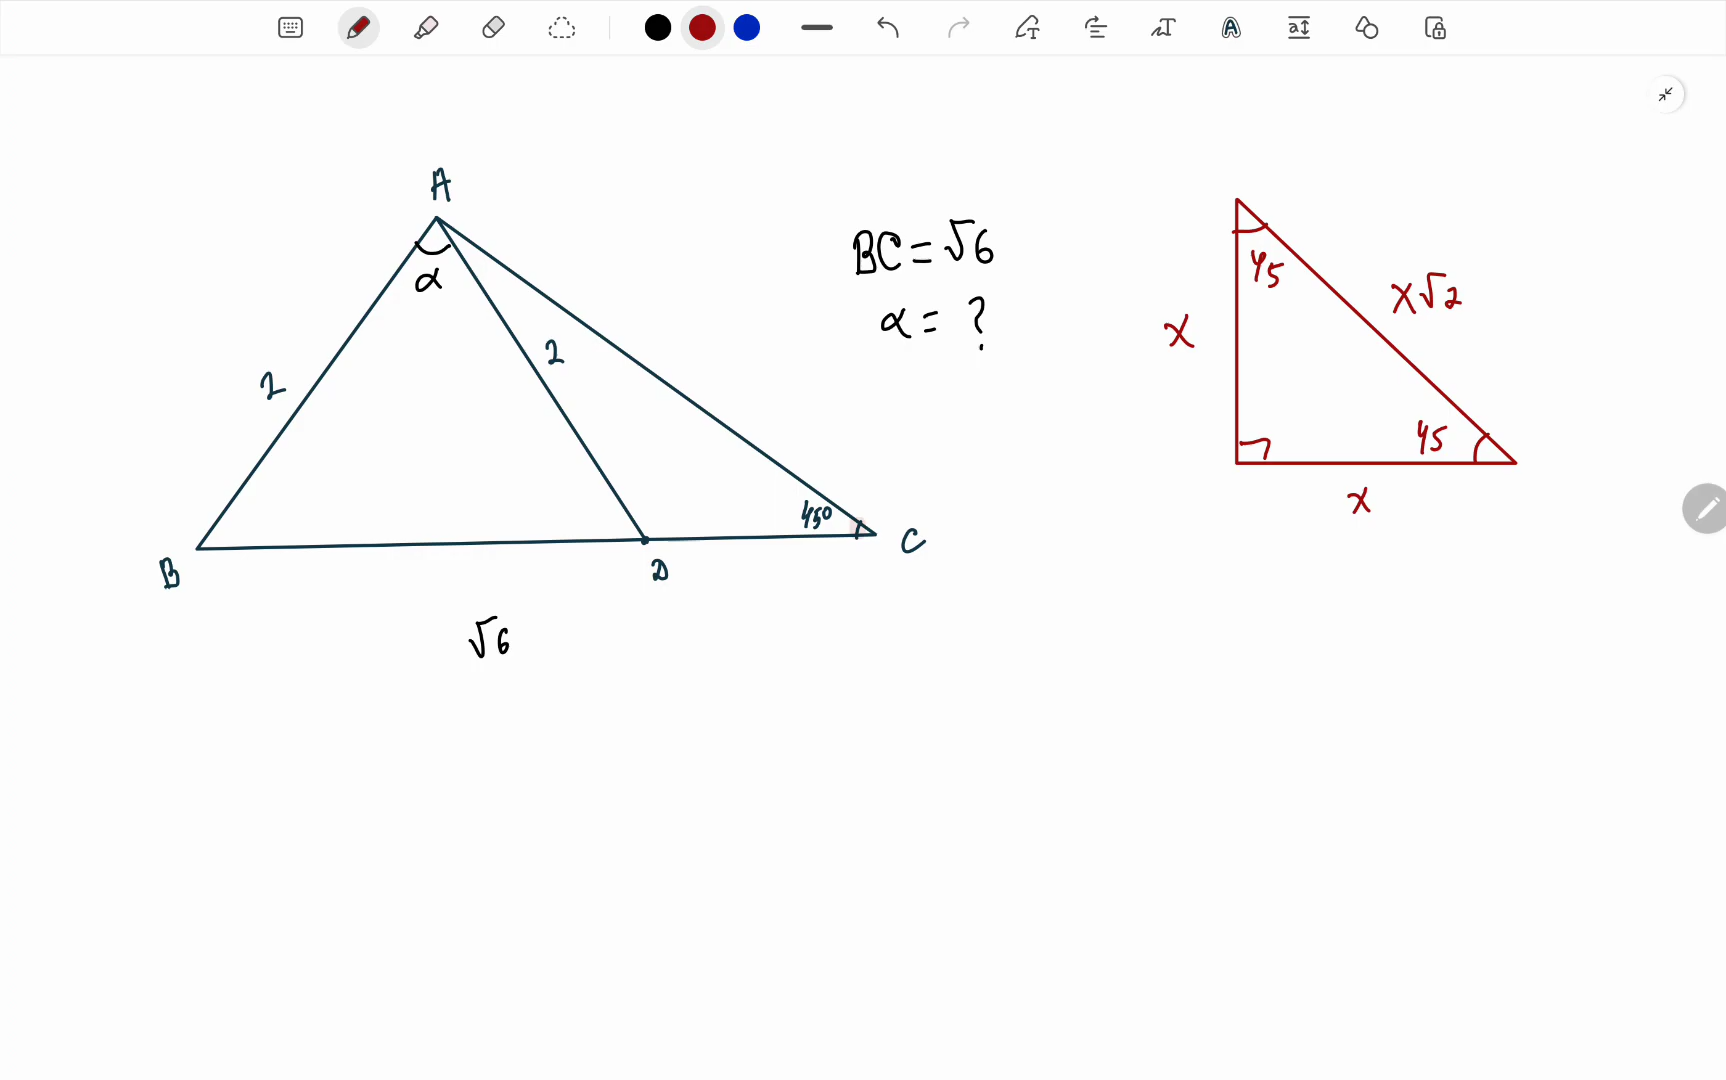 A
α
2
2
45°
B
D
C
√6
BC = √6
α = ?
45
x
x√2
45
x